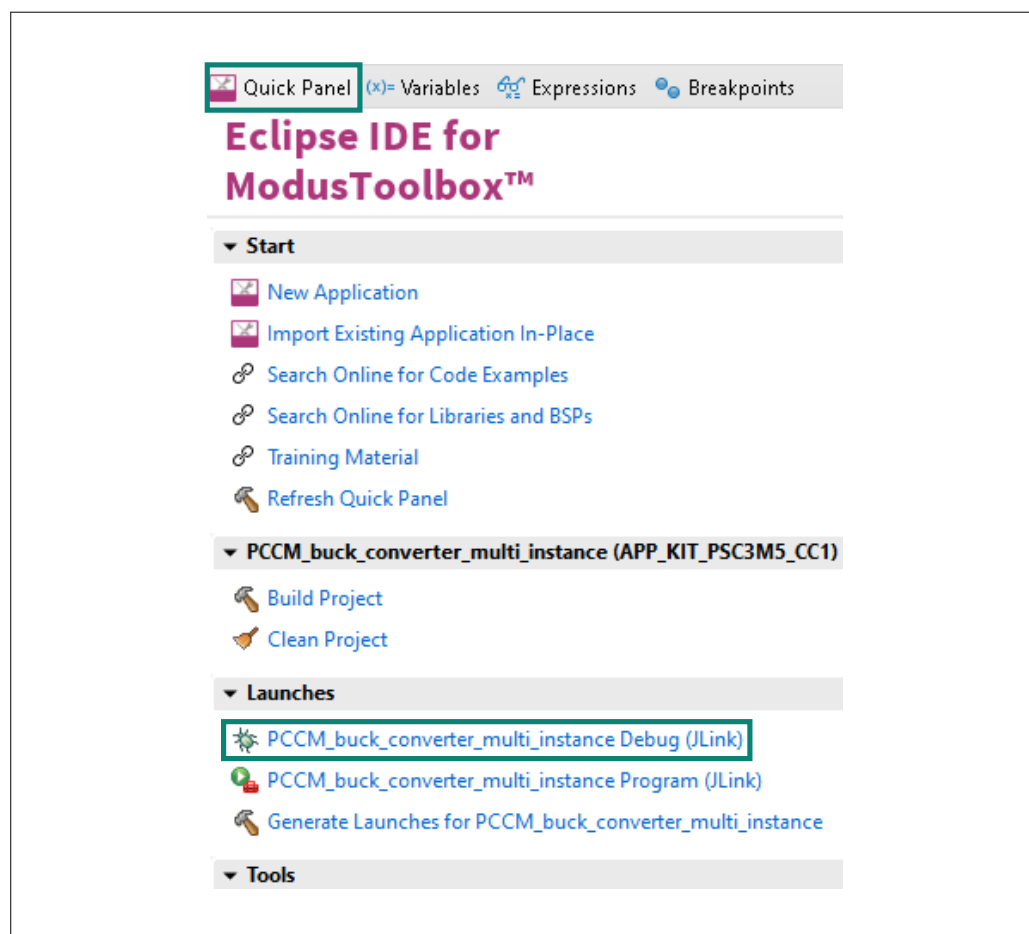 Quick Panel (x)= Variables Expressions Breakpoints
Eclipse IDE for
ModusToolbox™
Start
New Application
Import Existing Application In-Place
Search Online for Code Examples
Search Online for Libraries and BSPs
Training Material
Refresh Quick Panel
PCCM_buck_converter_multi_instance (APP_KIT_PSC3M5_CC1)
Build Project
Clean Project
Launches
PCCM_buck_converter_multi_instance Debug (JLink)
PCCM_buck_converter_multi_instance Program (JLink)
Generate Launches for PCCM_buck_converter_multi_instance
Tools